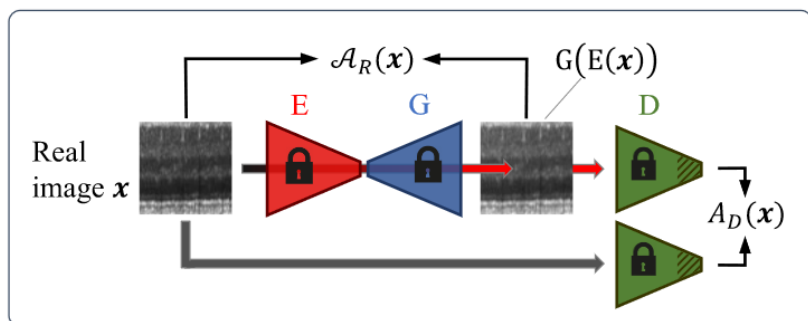 𝒜_R(𝒙)
G(E(𝒙))
E
G
D
Real
image 𝒙
A_D(𝒙)